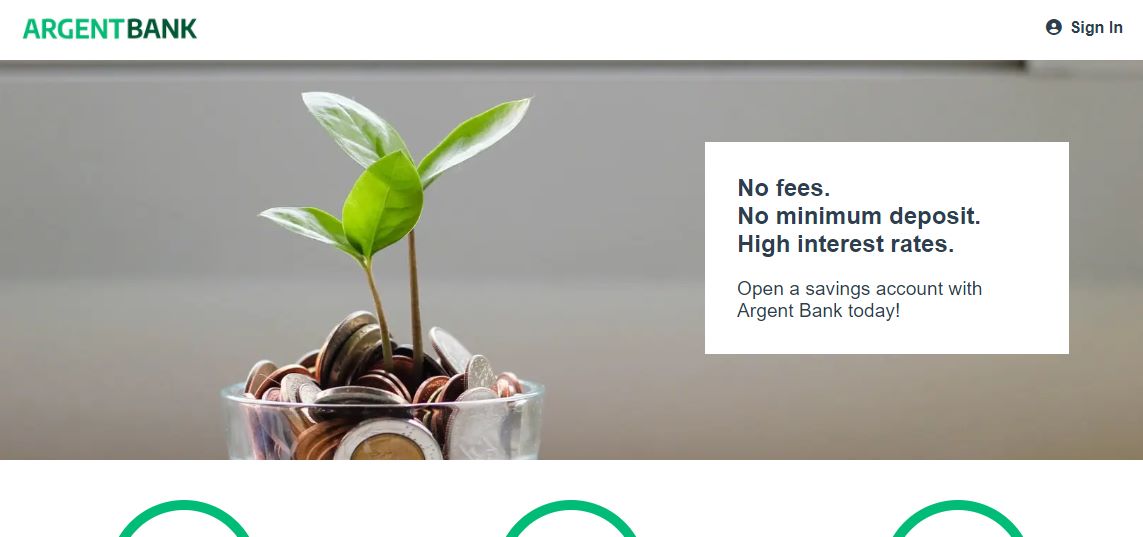 ARGENTBANK
Sign In
No fees.
No minimum deposit.
High interest rates.
Open a savings account with
Argent Bank today!